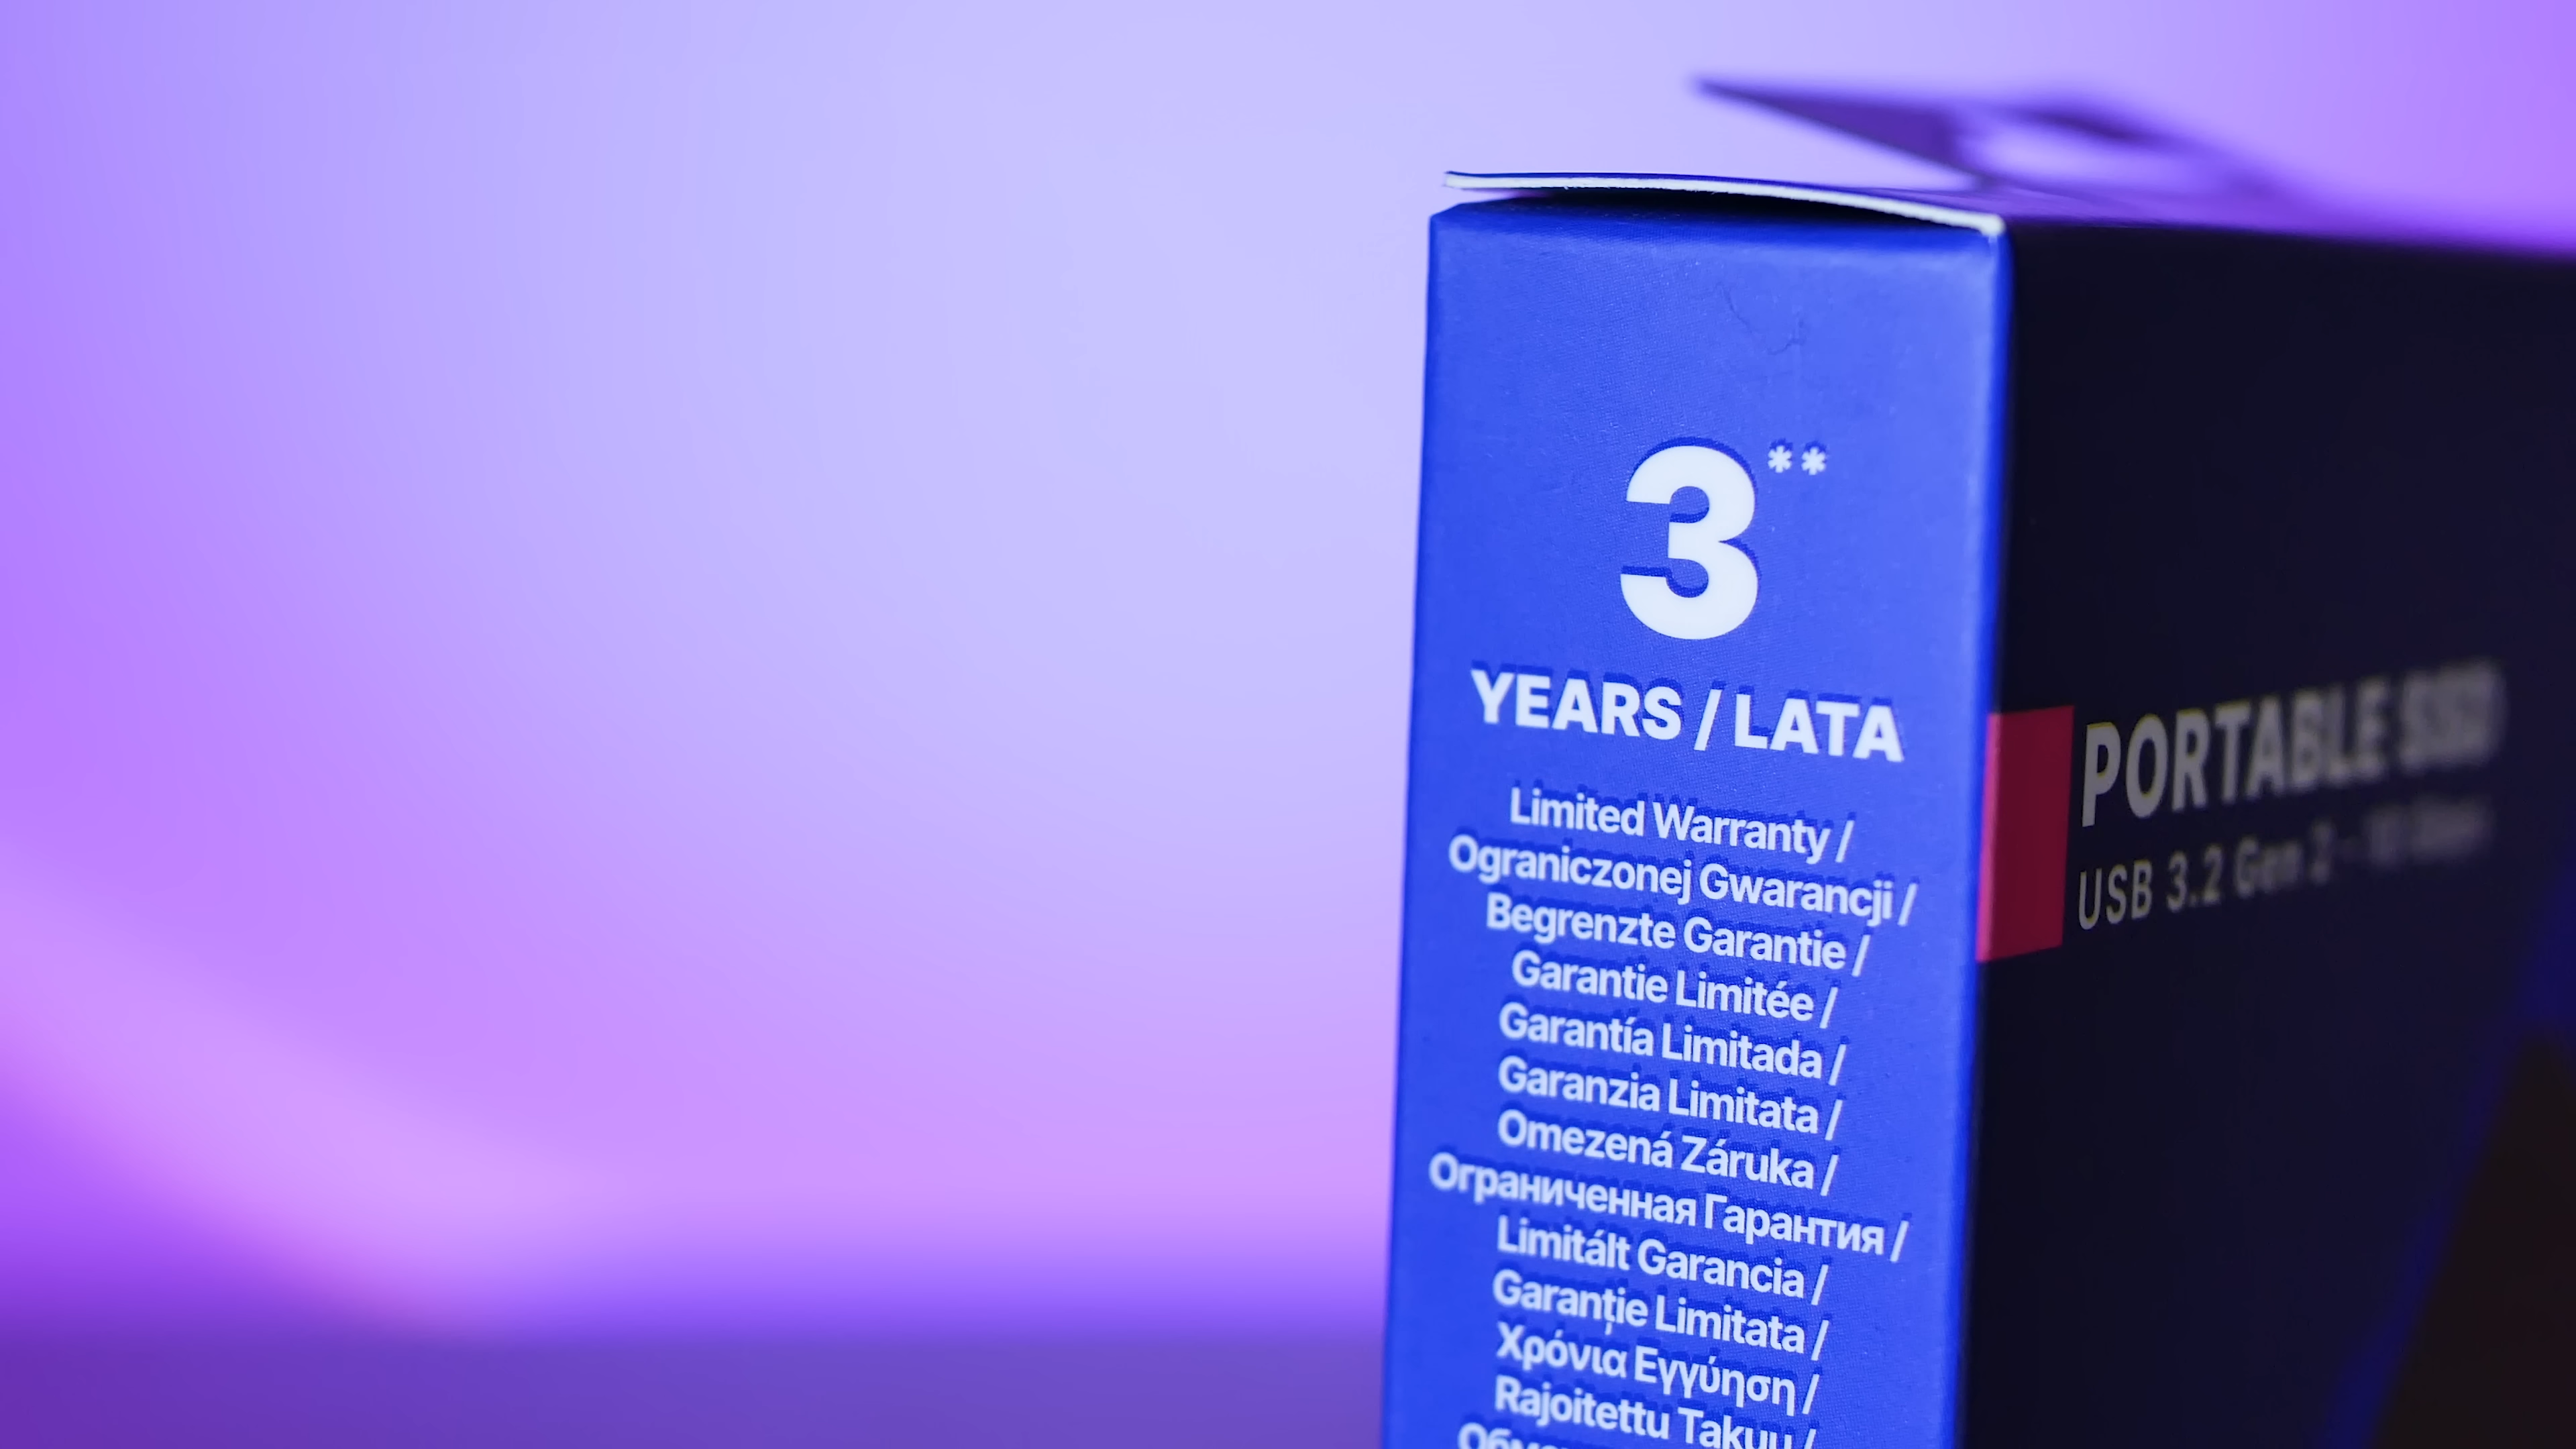 3**
YEARS / LATA
Limited Warranty /
Ograniczonej Gwarancji /
Begrenzte Garantie /
Garantie Limitée /
Garantía Limitada /
Garanzia Limitata /
Omezená Záruka /
Ограниченная Гарантия /
Limitált Garancia /
Garanție Limitata /
Χρόνια Εγγύηση /
Rajoitettu Takuu /
PORTABLE SSD
USB 3.2 Gen 2